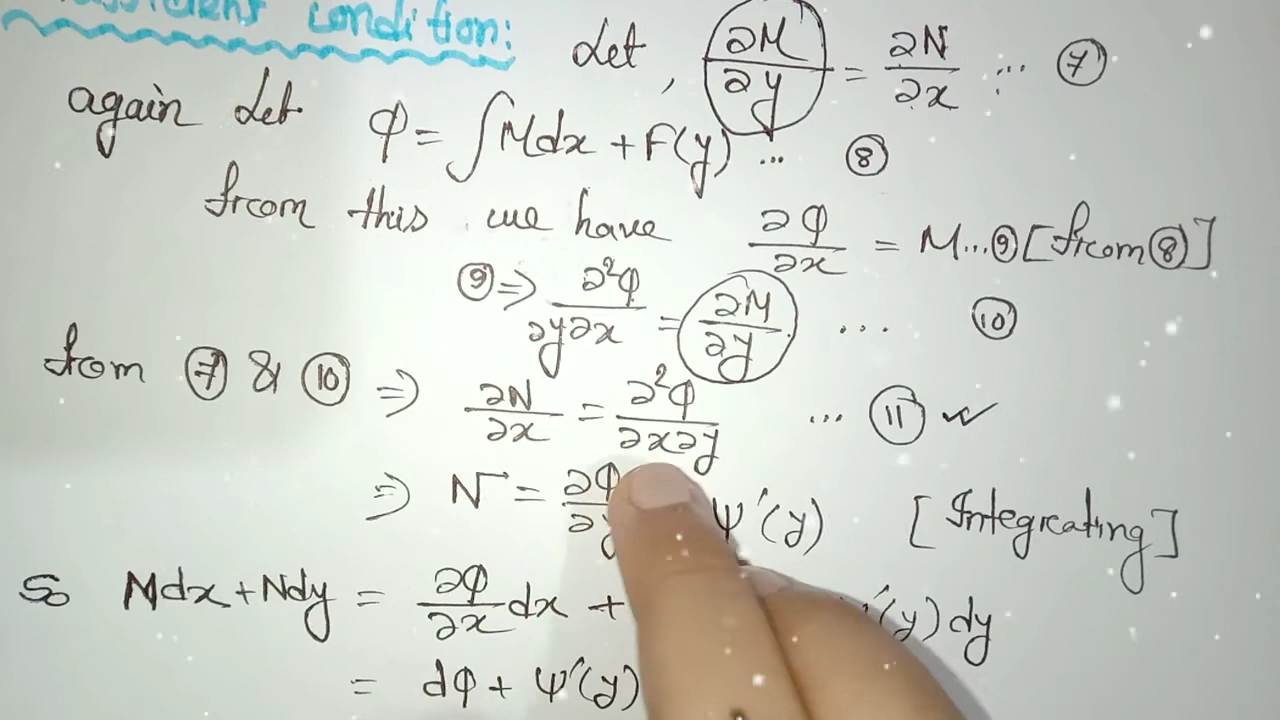 condition: Let, ∂M/∂y = ∂N/∂x ... ⑦
again Let φ = ∫Mdx + F(y) ... ⑧
from this we have ∂φ/∂x = M...⑨ [from ⑧]
⑨ ⇒ ∂²φ/∂y∂x = ∂M/∂y ... ⑩
from ⑦ & ⑩ ⇒ ∂N/∂x = ∂²φ/∂x∂y ... ⑪ ✓
⇒ N = ∂φ/∂y ψ'(y) [Integrating]
So Mdx+Ndy = ∂φ/∂x dx + '(y)dy
= dφ + ψ'(y)